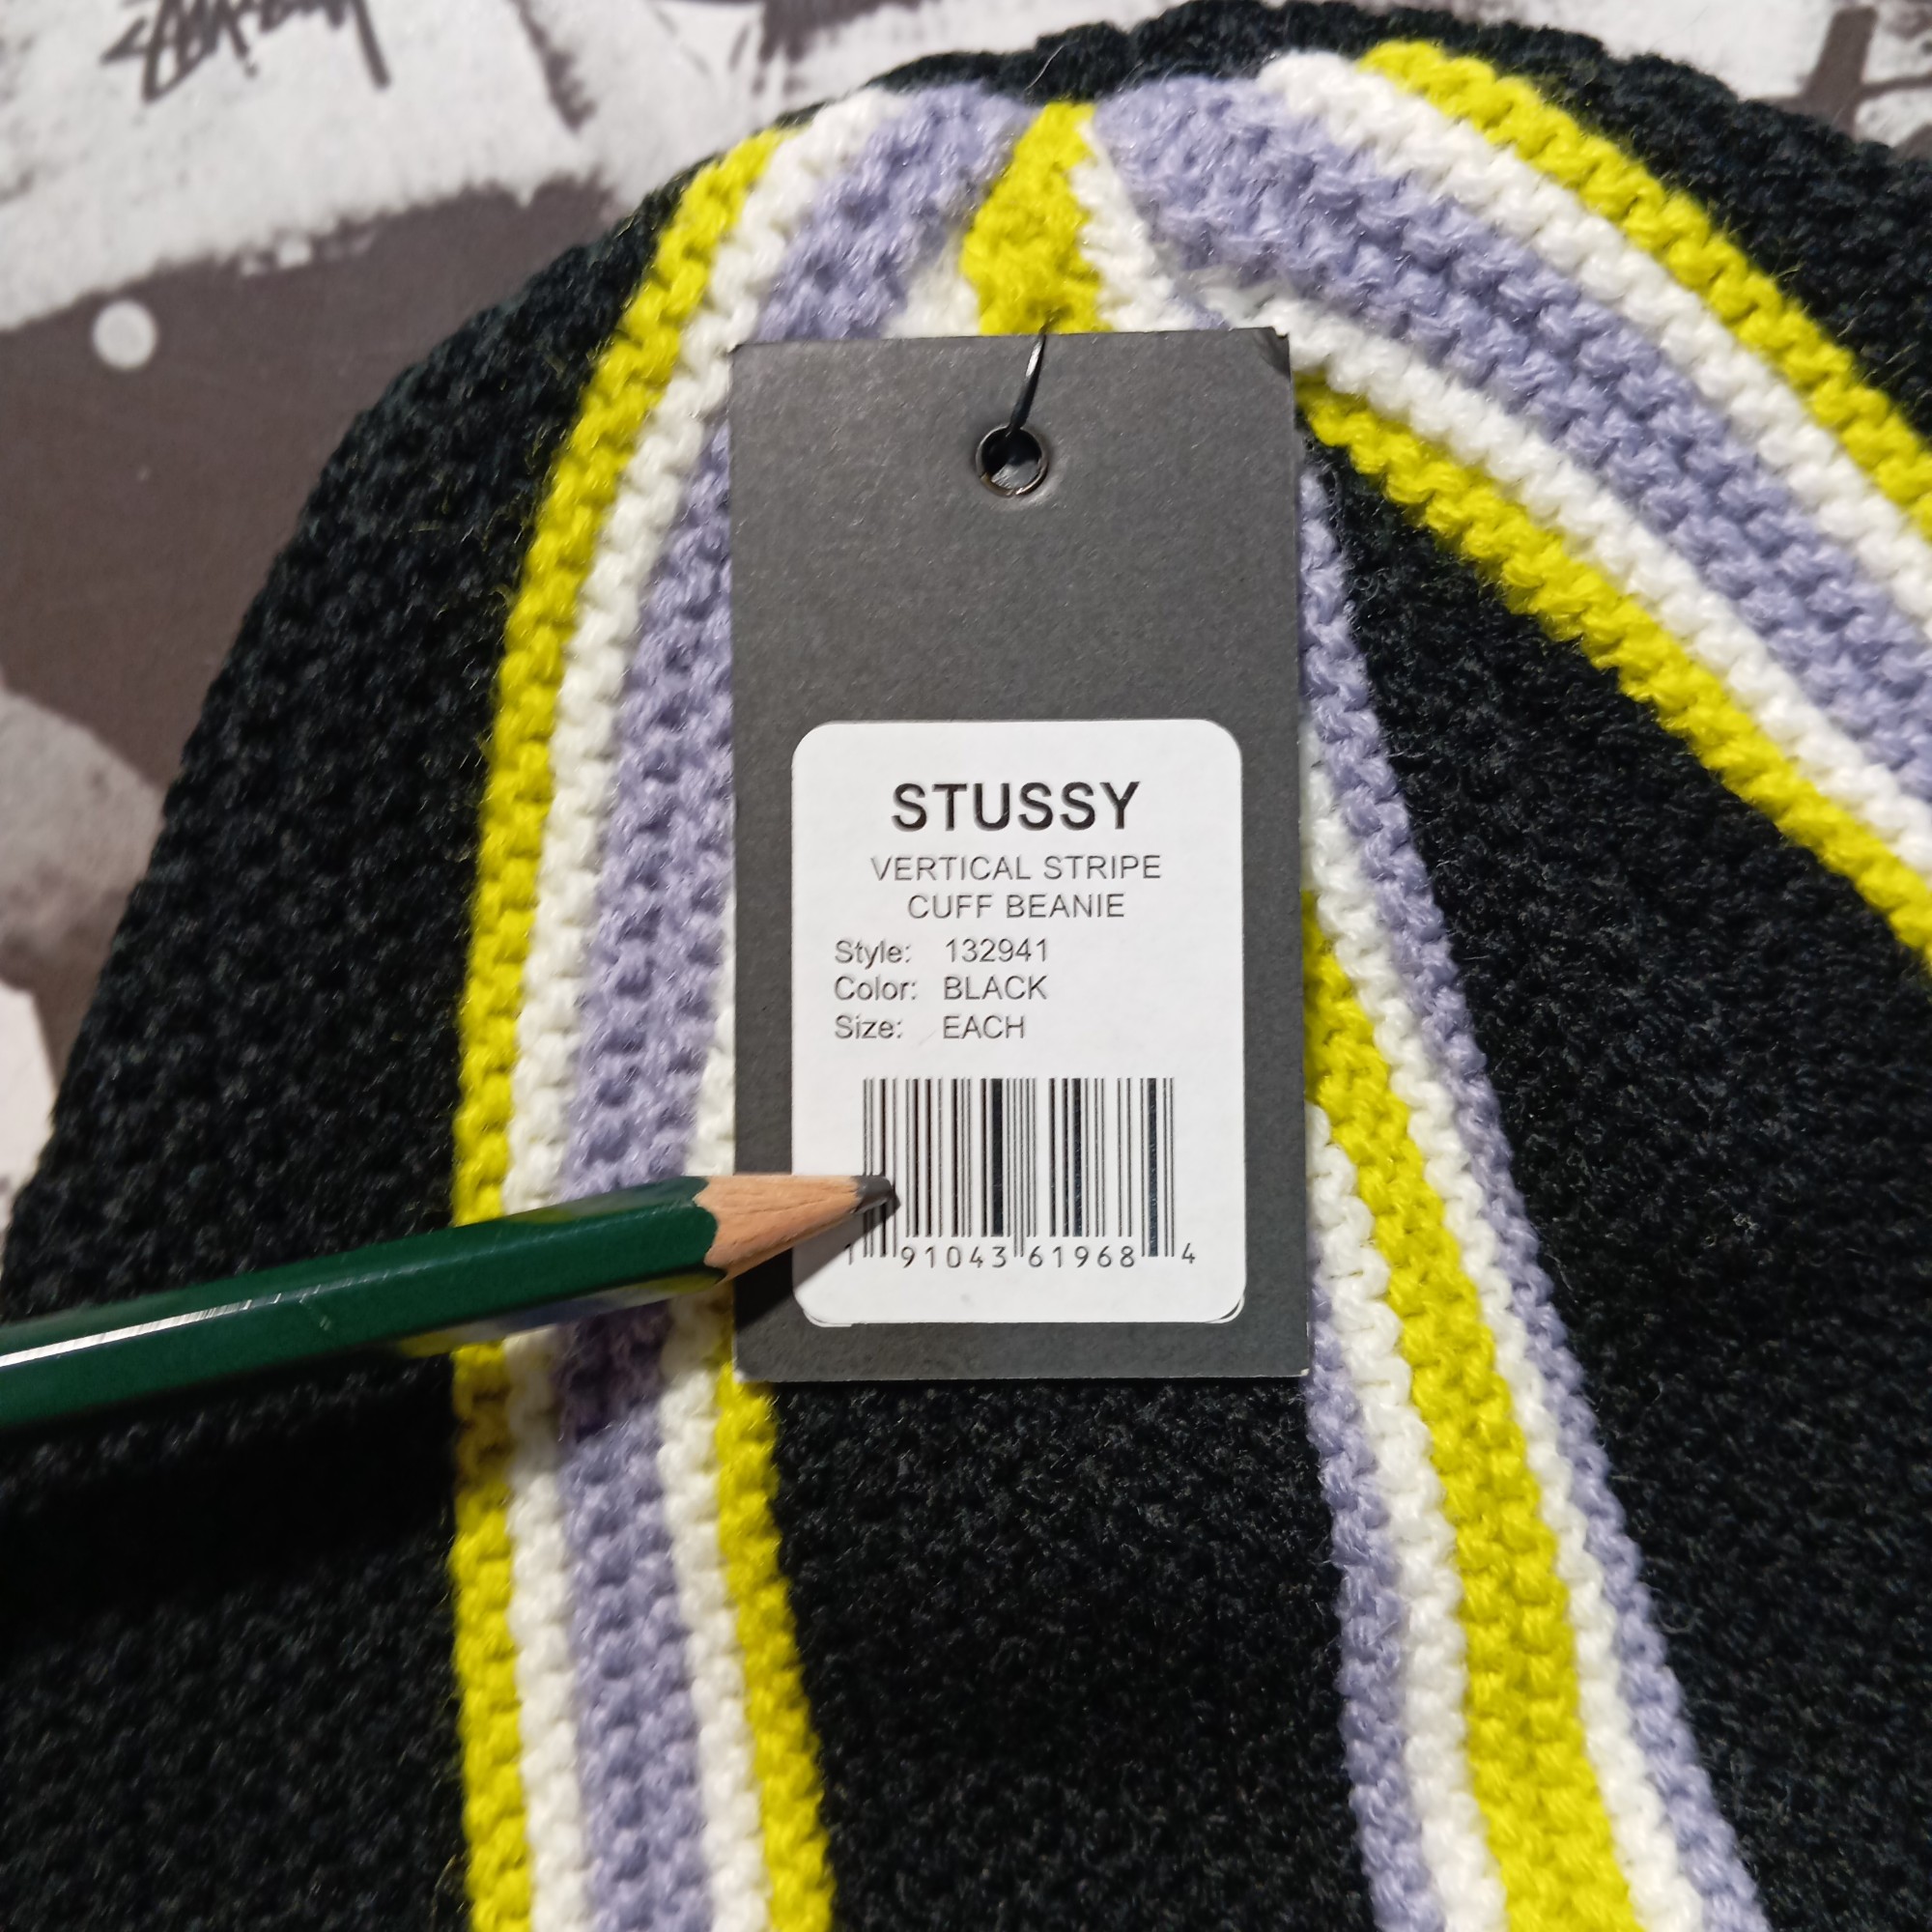 STUSSY
VERTICAL STRIPE
CUFF BEANIE
Style: 132941
Color: BLACK
Size: EACH
1 91043 61968 4